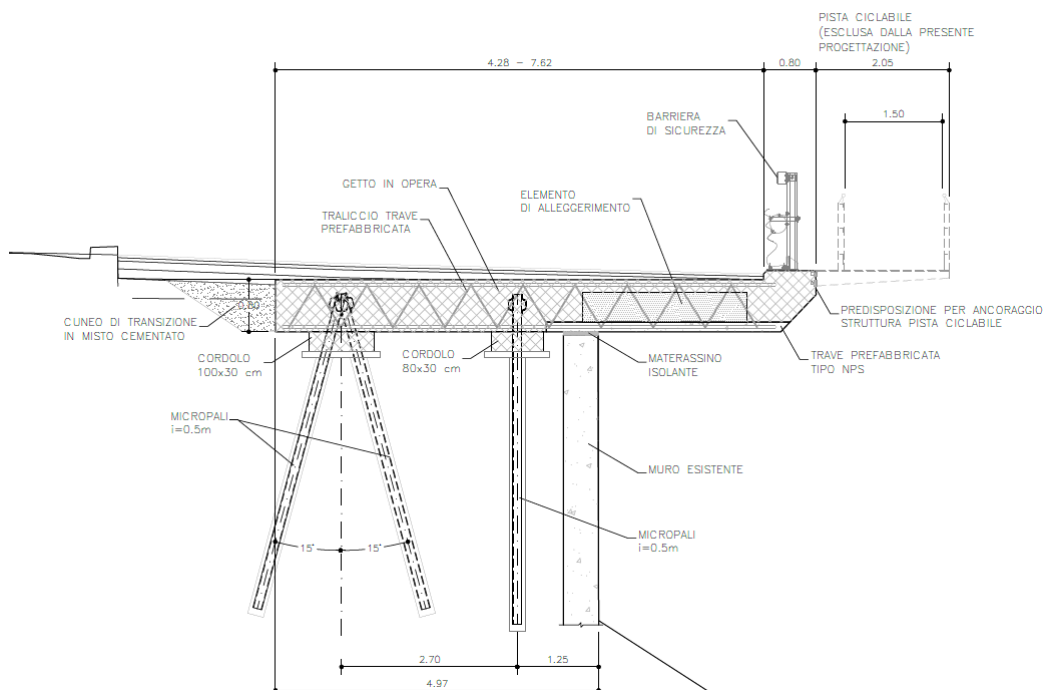 PISTA CICLABILE
(ESCLUSA DALLA PRESENTE
PROGETTAZIONE)
4.28 - 7.62
0.80
2.05
1.50
BARRIERA
DI SICUREZZA
GETTO IN OPERA
ELEMENTO
DI ALLEGGERIMENTO
TRALICCIO TRAVE
PREFABBRICATA
0.80
CUNEO DI TRANSIZIONE
IN MISTO CEMENTATO
PREDISPOSIZIONE PER ANCORAGGIO
STRUTTURA PISTA CICLABILE
CORDOLO
100x30 cm
CORDOLO
80x30 cm
MATERASSINO
ISOLANTE
TRAVE PREFABBRICATA
TIPO NPS
MICROPALI
i=0.5m
MURO ESISTENTE
MICROPALI
i=0.5m
15°
15°
2.70
1.25
4.97